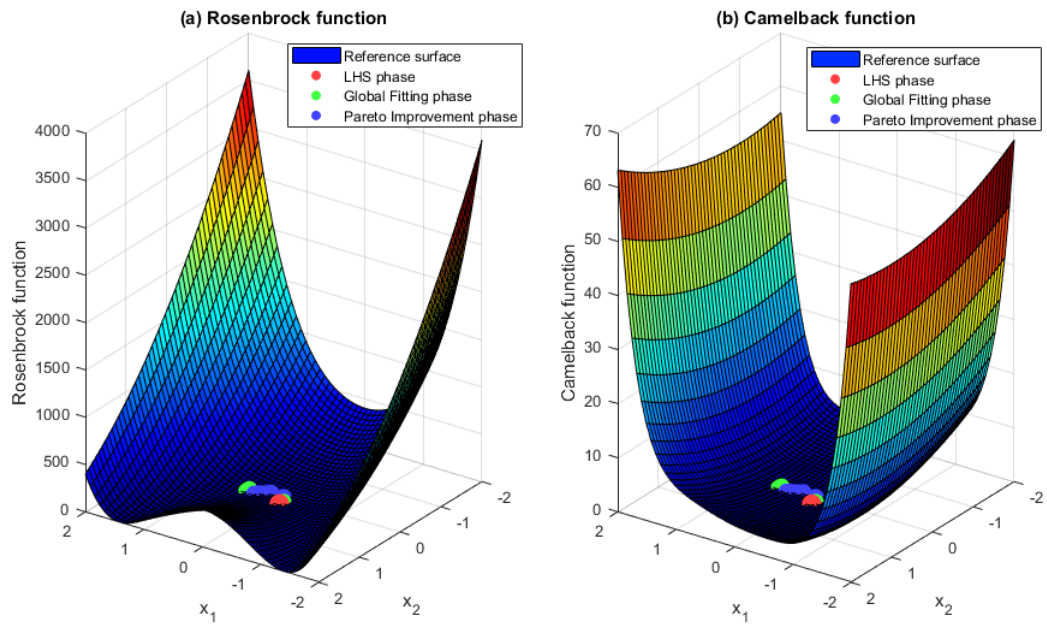 (a) Rosenbrock function
Reference surface
LHS phase
Global Fitting phase
Pareto Improvement phase
4000
3500
3000
2500
2000
1500
1000
500
0
Rosenbrock function
2
1
0
-1
-2
x1
2
1
0
-1
-2
x2
(b) Camelback function
Reference surface
LHS phase
Global Fitting phase
Pareto Improvement phase
70
60
50
40
30
20
10
0
Camelback function
2
1
0
-1
-2
x1
2
1
0
-1
-2
x2